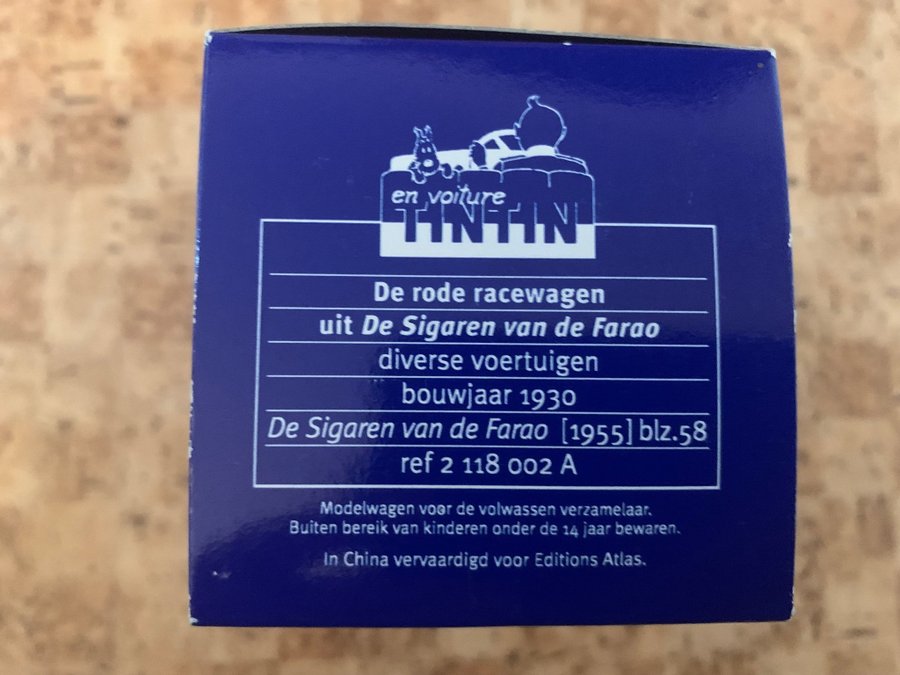 en voiture
TINTIN
De rode racewagen
uit De Sigaren van de Farao
diverse voertuigen
bouwjaar 1930
De Sigaren van de Farao [1955] blz.58
ref 2 118 002 A
Modelwagen voor de volwassen verzamelaar.
Buiten bereik van kinderen onder de 14 jaar bewaren.
In China vervaardigd voor Editions Atlas.